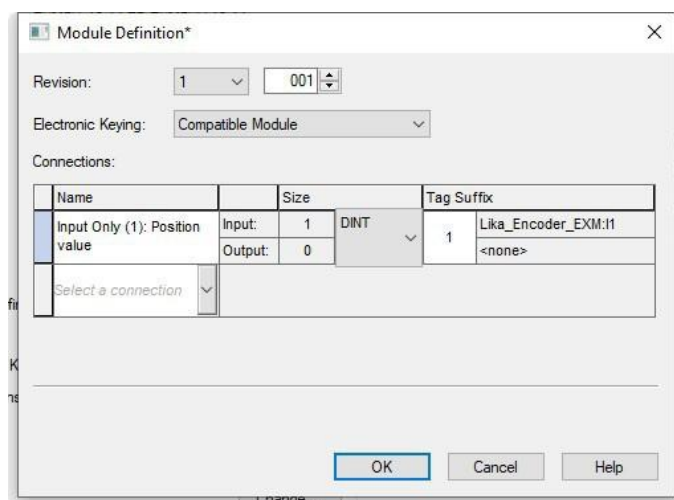 Module Definition*
Revision: 1 001
Electronic Keying: Compatible Module
Connections:
Name Size Tag Suffix
Input Only (1): Position value Input: 1 DINT 1 Lika_Encoder_EXM:I1
Output: 0 <none>
Select a connection
OK Cancel Help